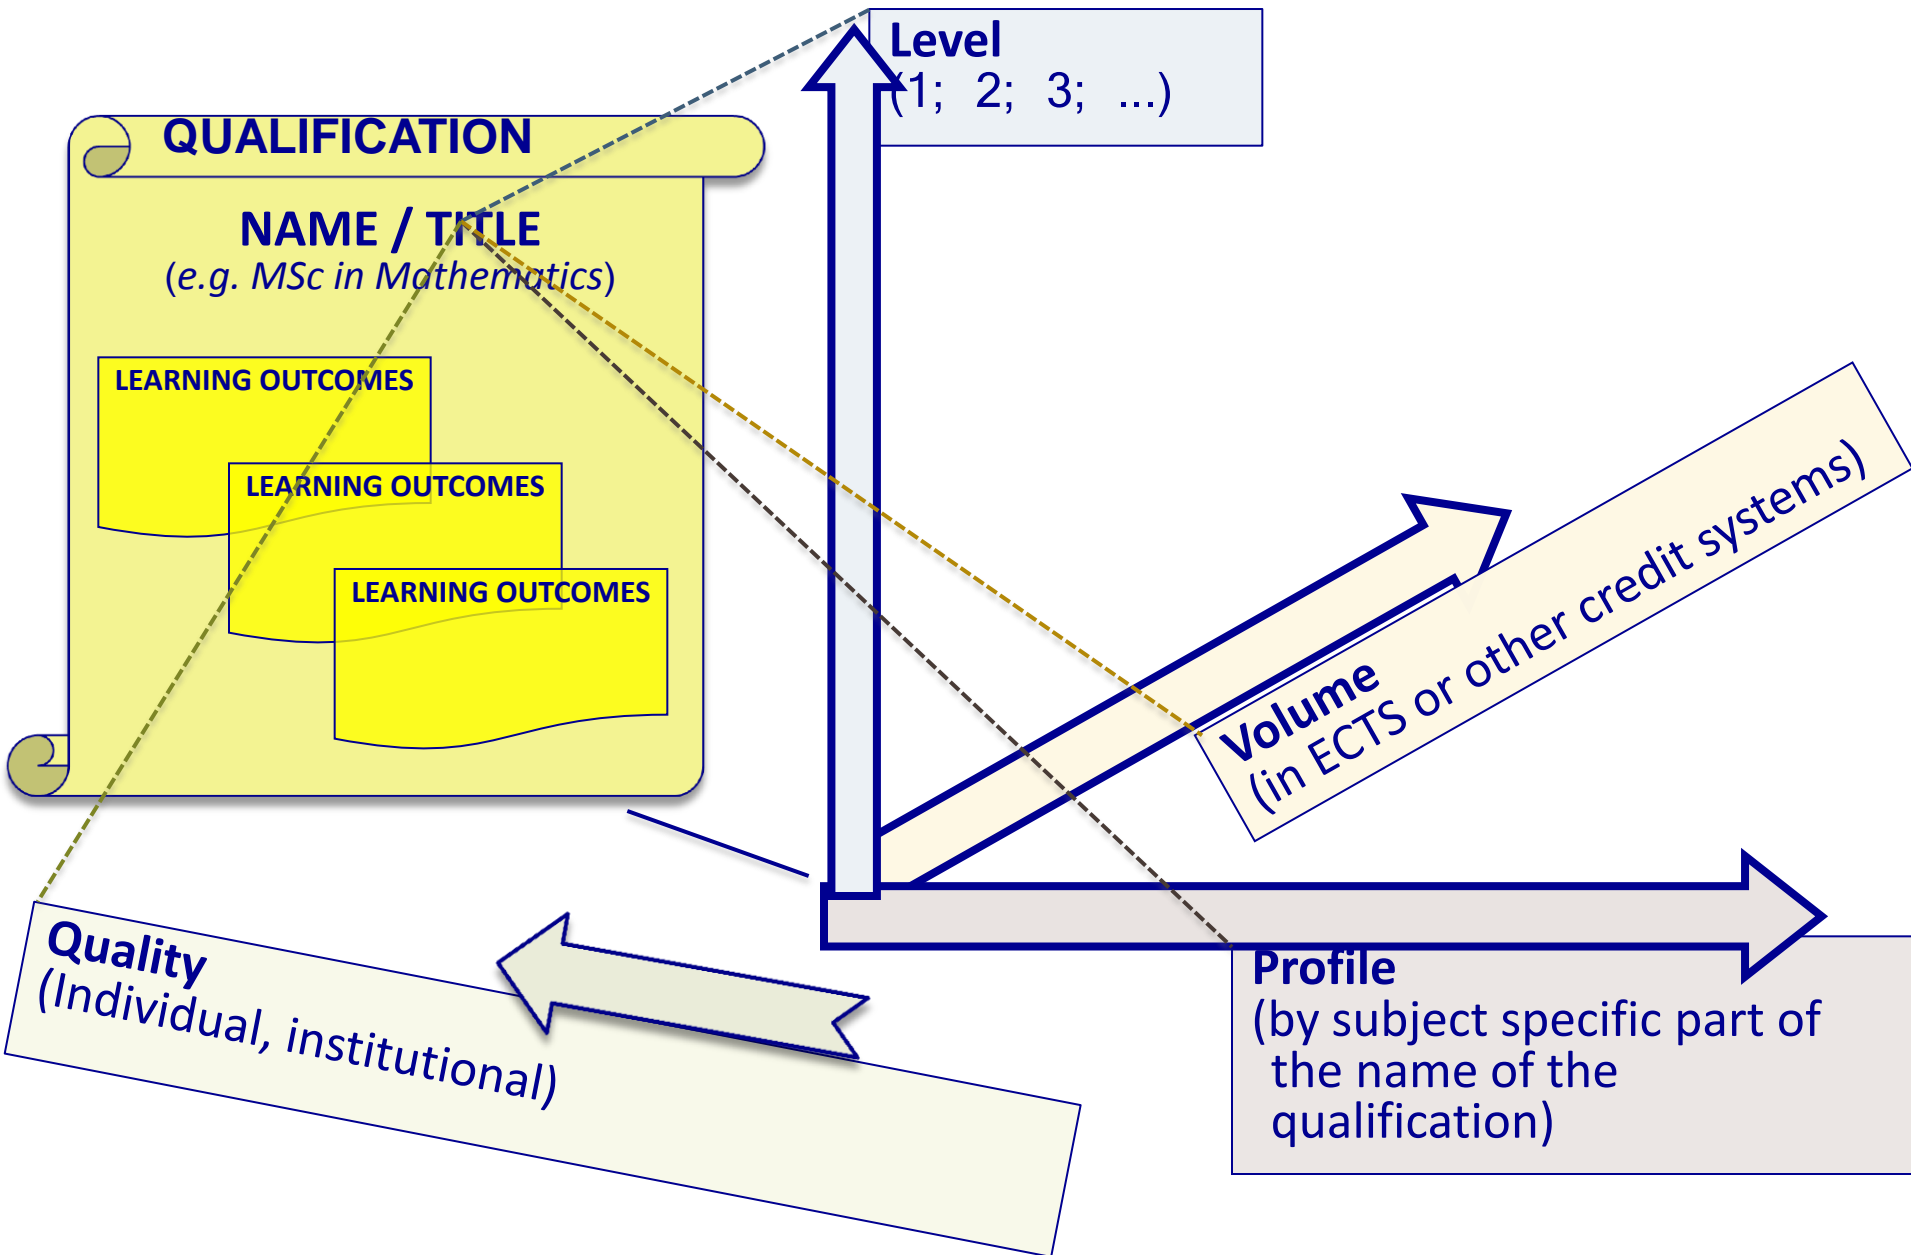 Level
(1; 2; 3; ...)
QUALIFICATION
NAME / TITLE
(e.g. MSc in Mathematics)
LEARNING OUTCOMES
LEARNING OUTCOMES
LEARNING OUTCOMES
Volume
(in ECTS or other credit systems)
Quality
(Individual, institutional)
Profile
(by subject specific part of
the name of the
qualification)